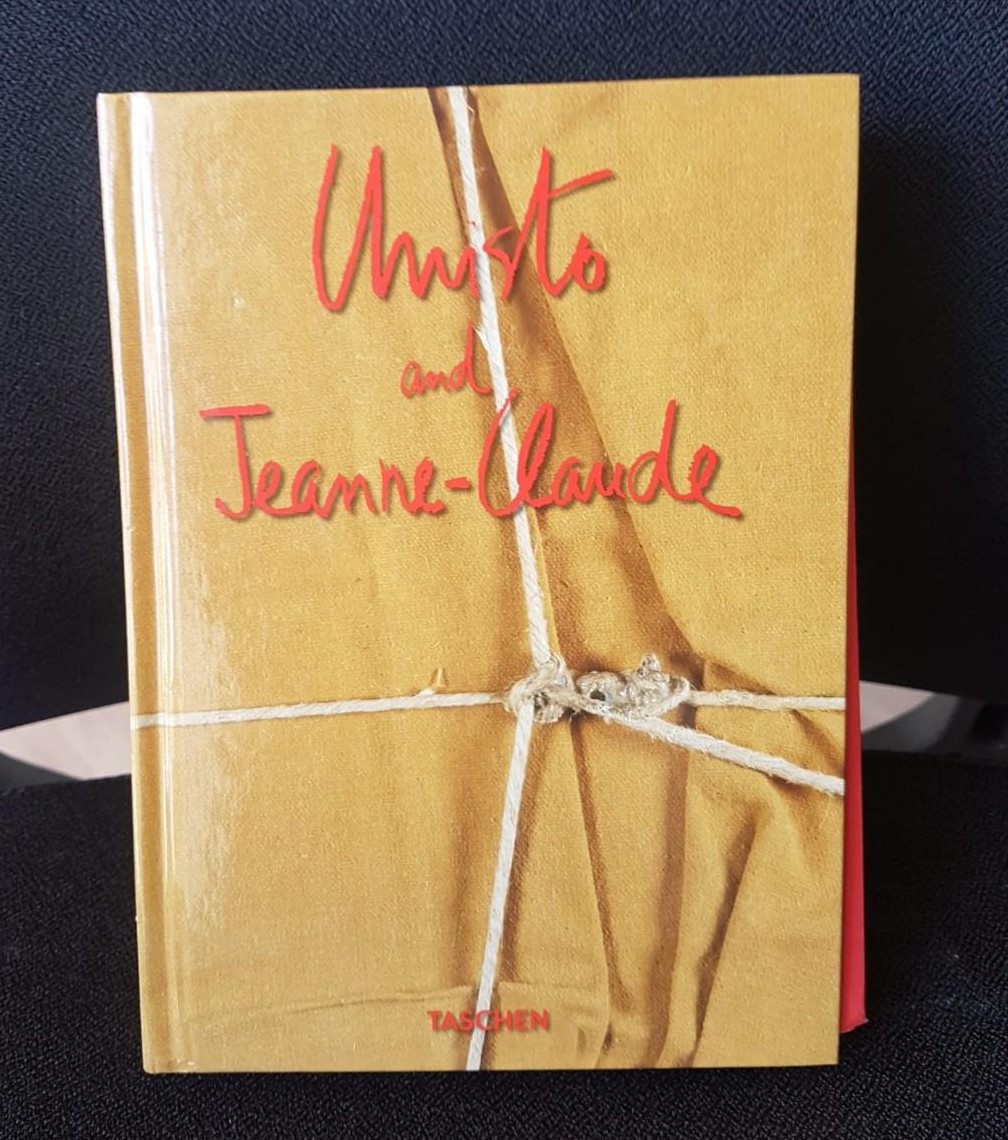 Christo
and
Jeanne-Claude
TASCHEN